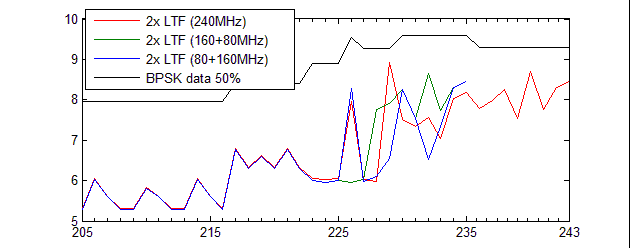 10
2x LTF (240MHz)
2x LTF (160+80MHz)
2x LTF (80+160MHz)
BPSK data 50%
9
8
7
6
5
205 215 225 235 243